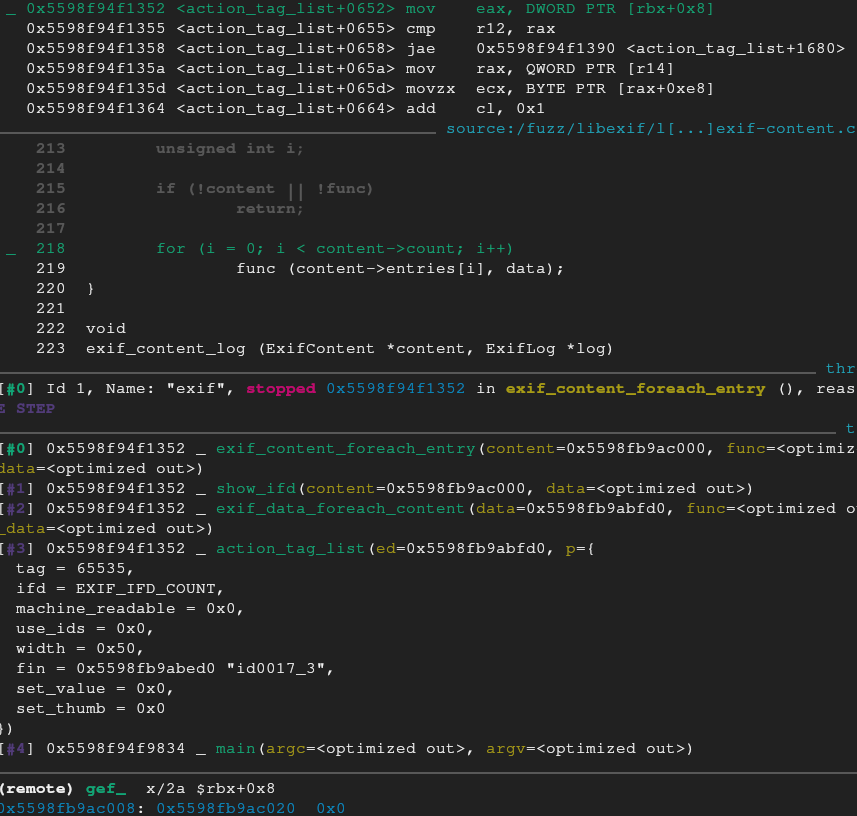 _ 0x5598f94f1352 <action_tag_list+0652> mov    eax, DWORD PTR [rbx+0x8]
0x5598f94f1355 <action_tag_list+0655> cmp    r12, rax
0x5598f94f1358 <action_tag_list+0658> jae    0x5598f94f1390 <action_tag_list+1680>
0x5598f94f135a <action_tag_list+065a> mov    rax, QWORD PTR [r14]
0x5598f94f135d <action_tag_list+065d> movzx  ecx, BYTE PTR [rax+0xe8]
0x5598f94f1364 <action_tag_list+0664> add    cl, 0x1
source:/fuzz/libexif/l[...]exif-content.c
213         unsigned int i;
214
215         if (!content || !func)
216                 return;
217
_ 218         for (i = 0; i < content->count; i++)
219                 func (content->entries[i], data);
220  }
221
222  void
223  exif_content_log (ExifContent *content, ExifLog *log)
thr
[#0] Id 1, Name: "exif", stopped 0x5598f94f1352 in exif_content_foreach_entry (), reas
E STEP
t
[#0] 0x5598f94f1352 _ exif_content_foreach_entry(content=0x5598fb9ac000, func=<optimiz
data=<optimized out>)
[#1] 0x5598f94f1352 _ show_ifd(content=0x5598fb9ac000, data=<optimized out>)
[#2] 0x5598f94f1352 _ exif_data_foreach_content(data=0x5598fb9abfd0, func=<optimized o
_data=<optimized out>)
[#3] 0x5598f94f1352 _ action_tag_list(ed=0x5598fb9abfd0, p={
tag = 65535,
ifd = EXIF_IFD_COUNT,
machine_readable = 0x0,
use_ids = 0x0,
width = 0x50,
fin = 0x5598fb9abed0 "id0017_3",
set_value = 0x0,
set_thumb = 0x0
})
[#4] 0x5598f94f9834 _ main(argc=<optimized out>, argv=<optimized out>)
(remote) gef_  x/2a $rbx+0x8
0x5598fb9ac008: 0x5598fb9ac020  0x0